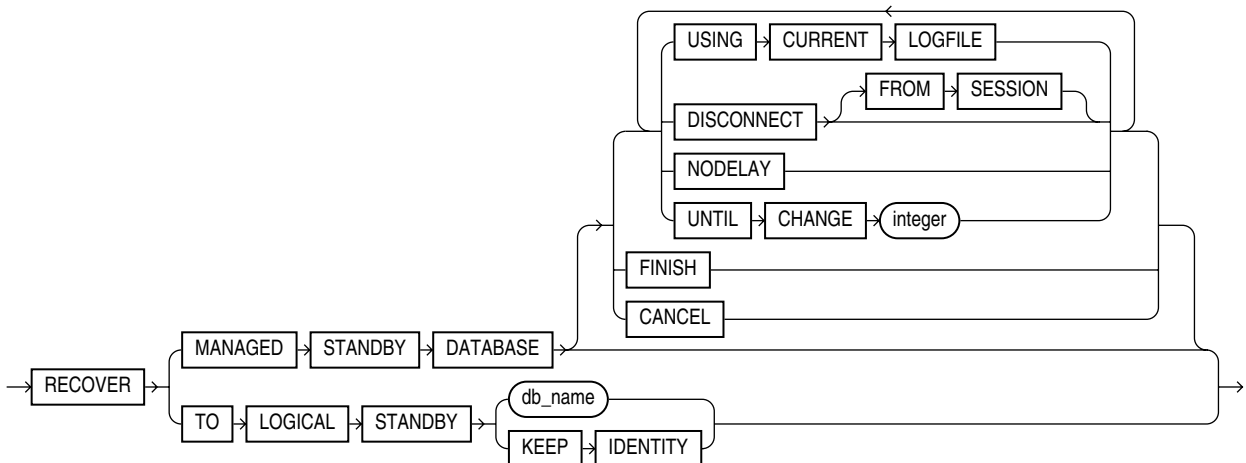 USING CURRENT LOGFILE
FROM SESSION
DISCONNECT
NODELAY
UNTIL CHANGE integer
FINISH
CANCEL
MANAGED STANDBY DATABASE
RECOVER
db_name
TO LOGICAL STANDBY
KEEP IDENTITY